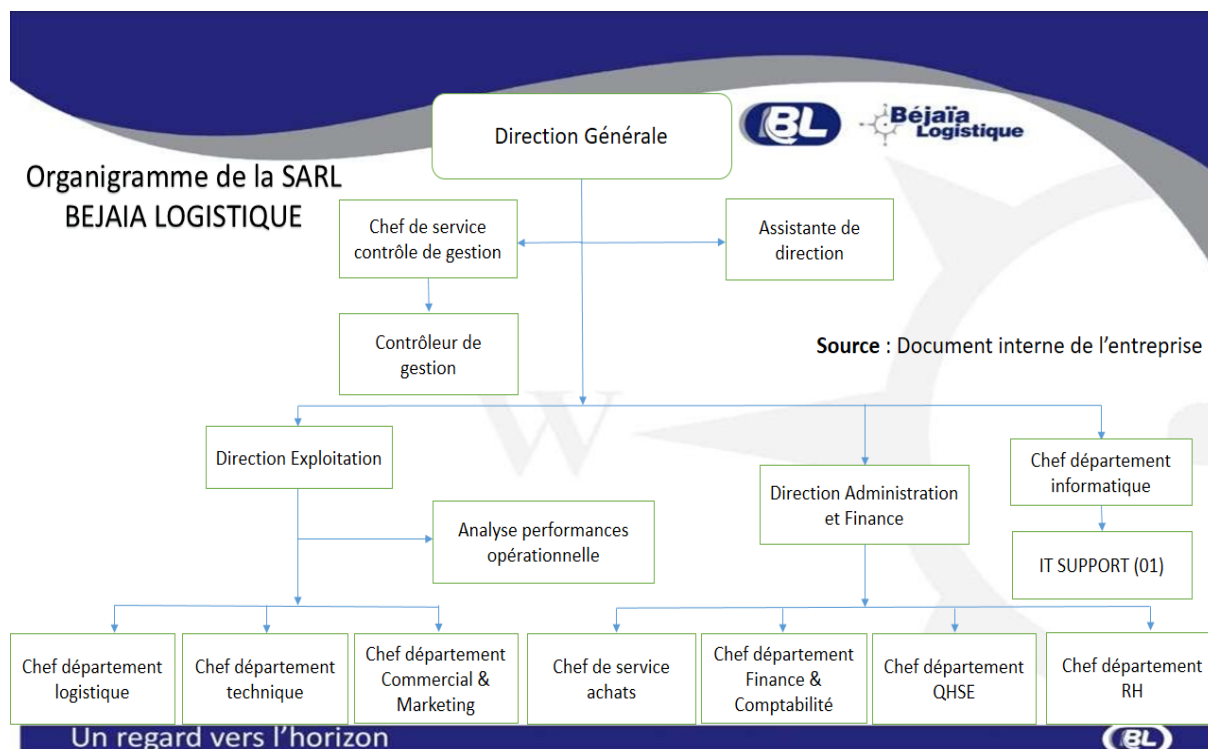 Direction Générale
BL
Béjaïa
Logistique
Organigramme de la SARL
BEJAIA LOGISTIQUE
Chef de service
contrôle de gestion
Assistante de
direction
Contrôleur de
gestion
Source : Document interne de l'entreprise
W
Direction Exploitation
Direction Administration
et Finance
Chef département
informatique
Analyse performances
opérationnelle
IT SUPPORT (01)
Chef département
logistique
Chef département
technique
Chef département
Commercial &
Marketing
Chef de service
achats
Chef département
Finance &
Comptabilité
Chef département
QHSE
Chef département
RH
Un regard vers l'horizon
BL